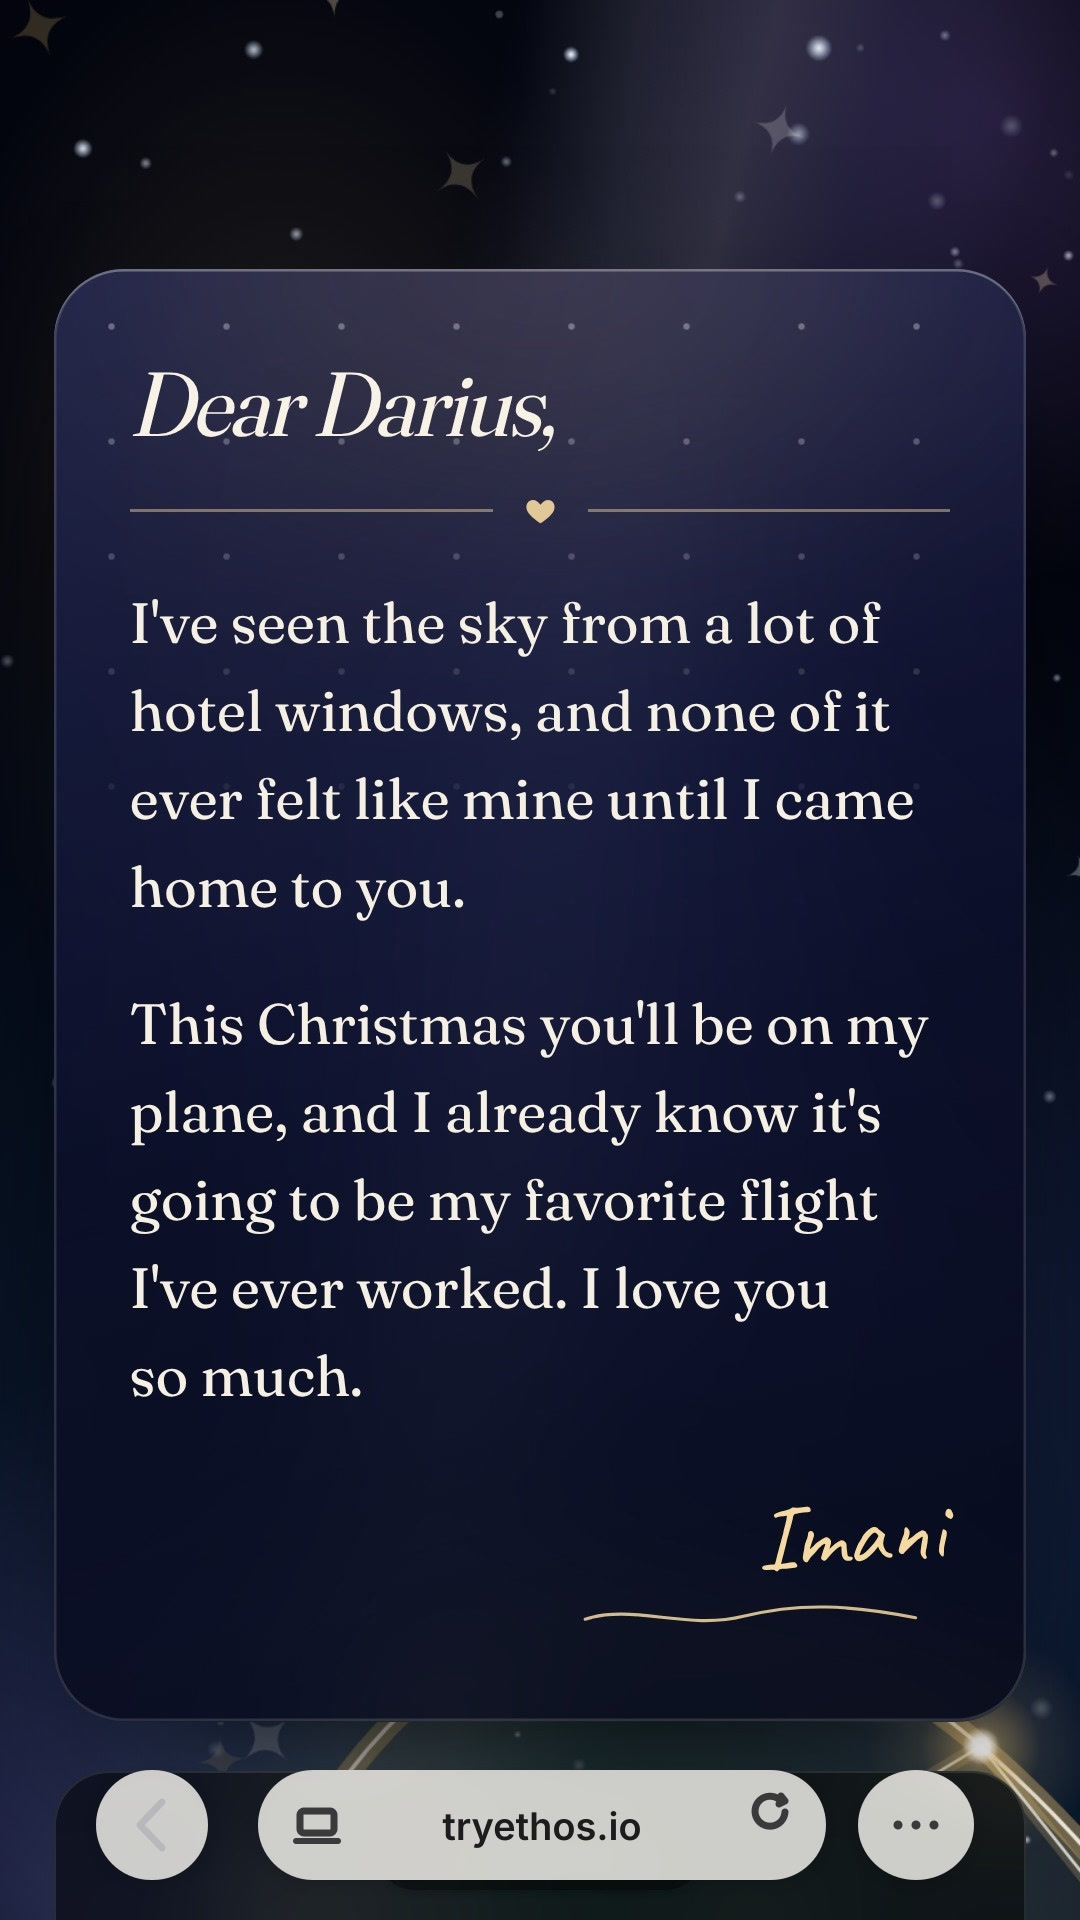 Dear Darius,
I've seen the sky from a lot of
hotel windows, and none of it
ever felt like mine until I came
home to you.
This Christmas you'll be on my
plane, and I already know it's
going to be my favorite flight
I've ever worked. I love you
so much.
Imani
tryethos.io